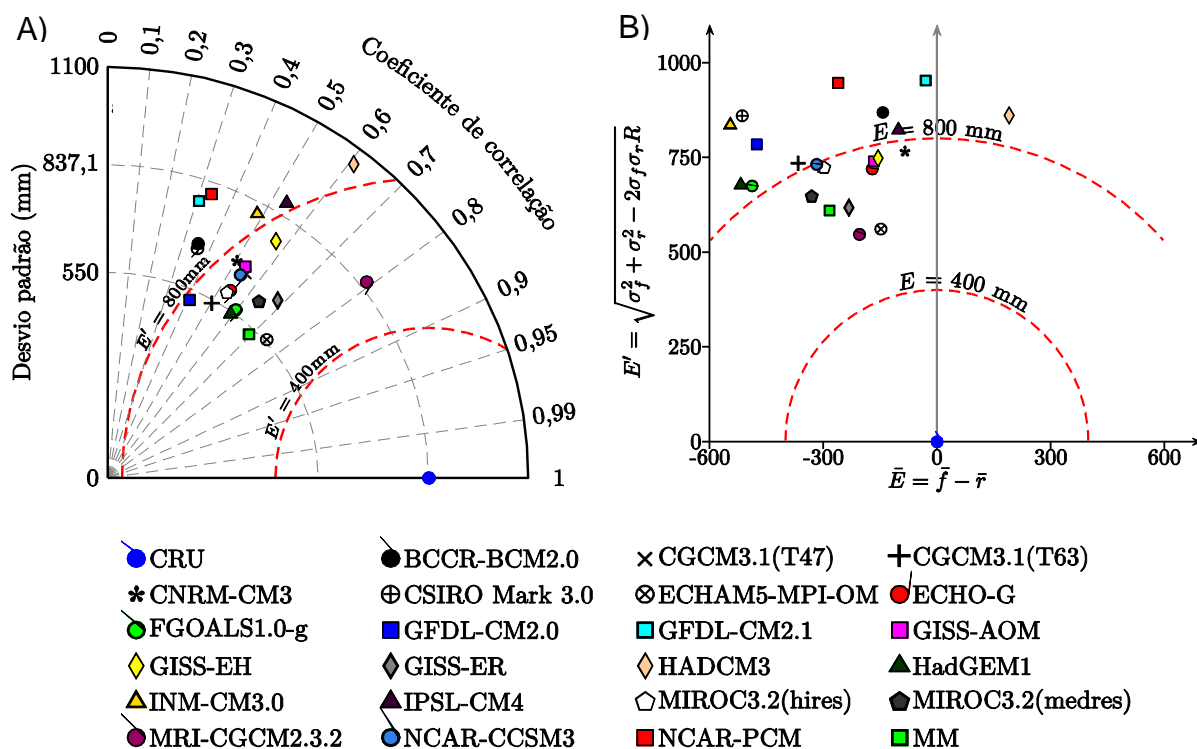 A)
B)
1100
837,1
550
0
Desvio padrão (mm)
0
0,1
0,2
0,3
0,4
0,5
0,6
0,7
0,8
0,9
0,95
0,99
1
Coeficiente de correlação
E' = 800mm
E' = 400mm
1000
750
500
250
0
E' = √σ_f^2 + σ_r^2 − 2σ_fσ_rR
E = 800 mm
E = 400 mm
-600
-300
0
300
600
Ē = f̄ − r̄
CRU
BCCR-BCM2.0
CGCM3.1(T47)
CGCM3.1(T63)
CNRM-CM3
CSIRO Mark 3.0
ECHAM5-MPI-OM
ECHO-G
FGOALS1.0-g
GFDL-CM2.0
GFDL-CM2.1
GISS-AOM
GISS-EH
GISS-ER
HADCM3
HadGEM1
INM-CM3.0
IPSL-CM4
MIROC3.2(hires)
MIROC3.2(medres)
MRI-CGCM2.3.2
NCAR-CCSM3
NCAR-PCM
MM